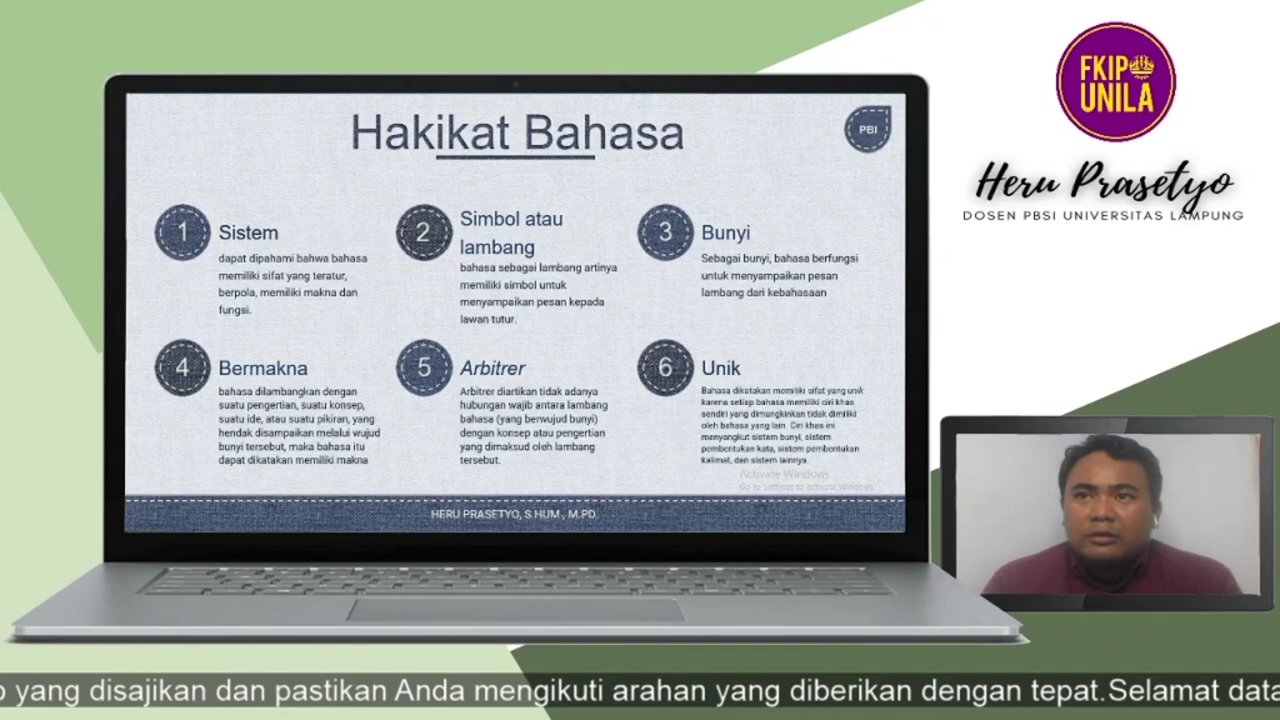 FKIP
UNILA
Heru Prasetyo
DOSEN PBSI UNIVERSITAS LAMPUNG
Hakikat Bahasa
PBI
1
Sistem
dapat dipahami bahwa bahasa
memiliki sifat yang teratur,
berpola, memiliki makna dan
fungsi.
2
Simbol atau
lambang
bahasa sebagai lambang artinya
memiliki simbol untuk
menyampaikan pesan kepada
lawan tutur.
3
Bunyi
Sebagai bunyi, bahasa berfungsi
untuk menyampaikan pesan
lambang dari kebahasaan
4
Bermakna
bahasa dilambangkan dengan
suatu pengertian, suatu konsep,
suatu ide, atau suatu pikiran, yang
hendak disampaikan melalui wujud
bunyi tersebut, maka bahasa itu
dapat dikatakan memiliki makna
5
Arbitrer
Arbitrer diartikan tidak adanya
hubungan wajib antara lambang
bahasa (yang berwujud bunyi)
dengan konsep atau pengertian
yang dimaksud oleh lambang
tersebut.
6
Unik
Bahasa dikatakan memiliki sifat yang unik
karena setiap bahasa memiliki ciri khas
sendiri yang dimungkinkan tidak dimiliki
oleh bahasa yang lain. Ciri khas ini
menyangkut sistem bunyi, sistem
pembentukan kata, sistem pembentukan
kalimat, dan sistem lainnya.
Activate Windows
Go to Settings to activate Windows.
HERU PRASETYO, S.HUM., M.PD.
yang disajikan dan pastikan Anda mengikuti arahan yang diberikan dengan tepat.Selamat data